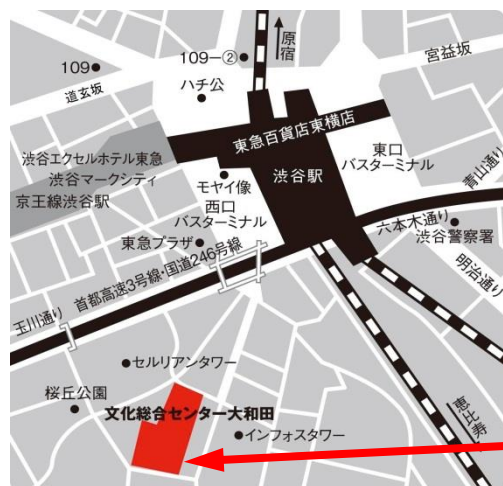 原宿
109-②
宮益坂
109
ハチ公
道玄坂
東急百貨店東横店
渋谷エクセルホテル東急
渋谷マークシティ
京王線渋谷駅
渋谷駅
東口
バスターミナル
モヤイ像
西口
バスターミナル
青山通り
六本木通り
渋谷警察署
東急プラザ
明治通り
首都高速3号線・国道246号線
玉川通り
セルリアンタワー
桜丘公園
文化総合センター大和田
インフォスタワー
恵比寿